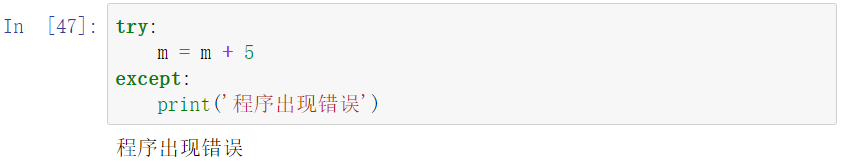 In [47]: try:
    m = m + 5
except:
    print('程序出现错误')
程序出现错误